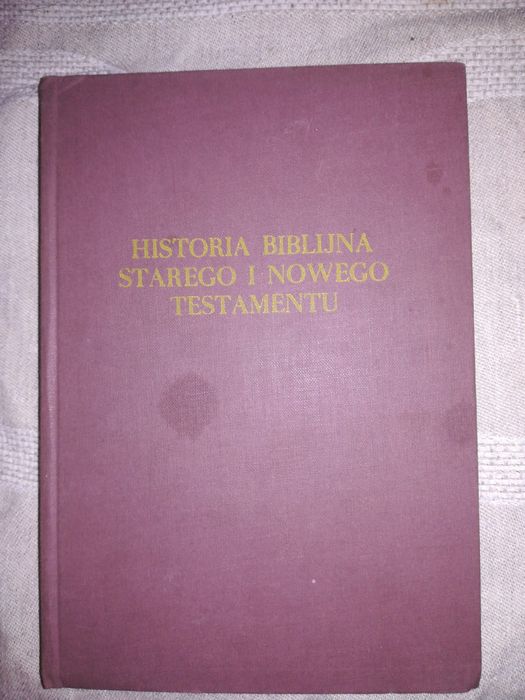 HISTORIA BIBLIJNA
STAREGO I NOWEGO
TESTAMENTU